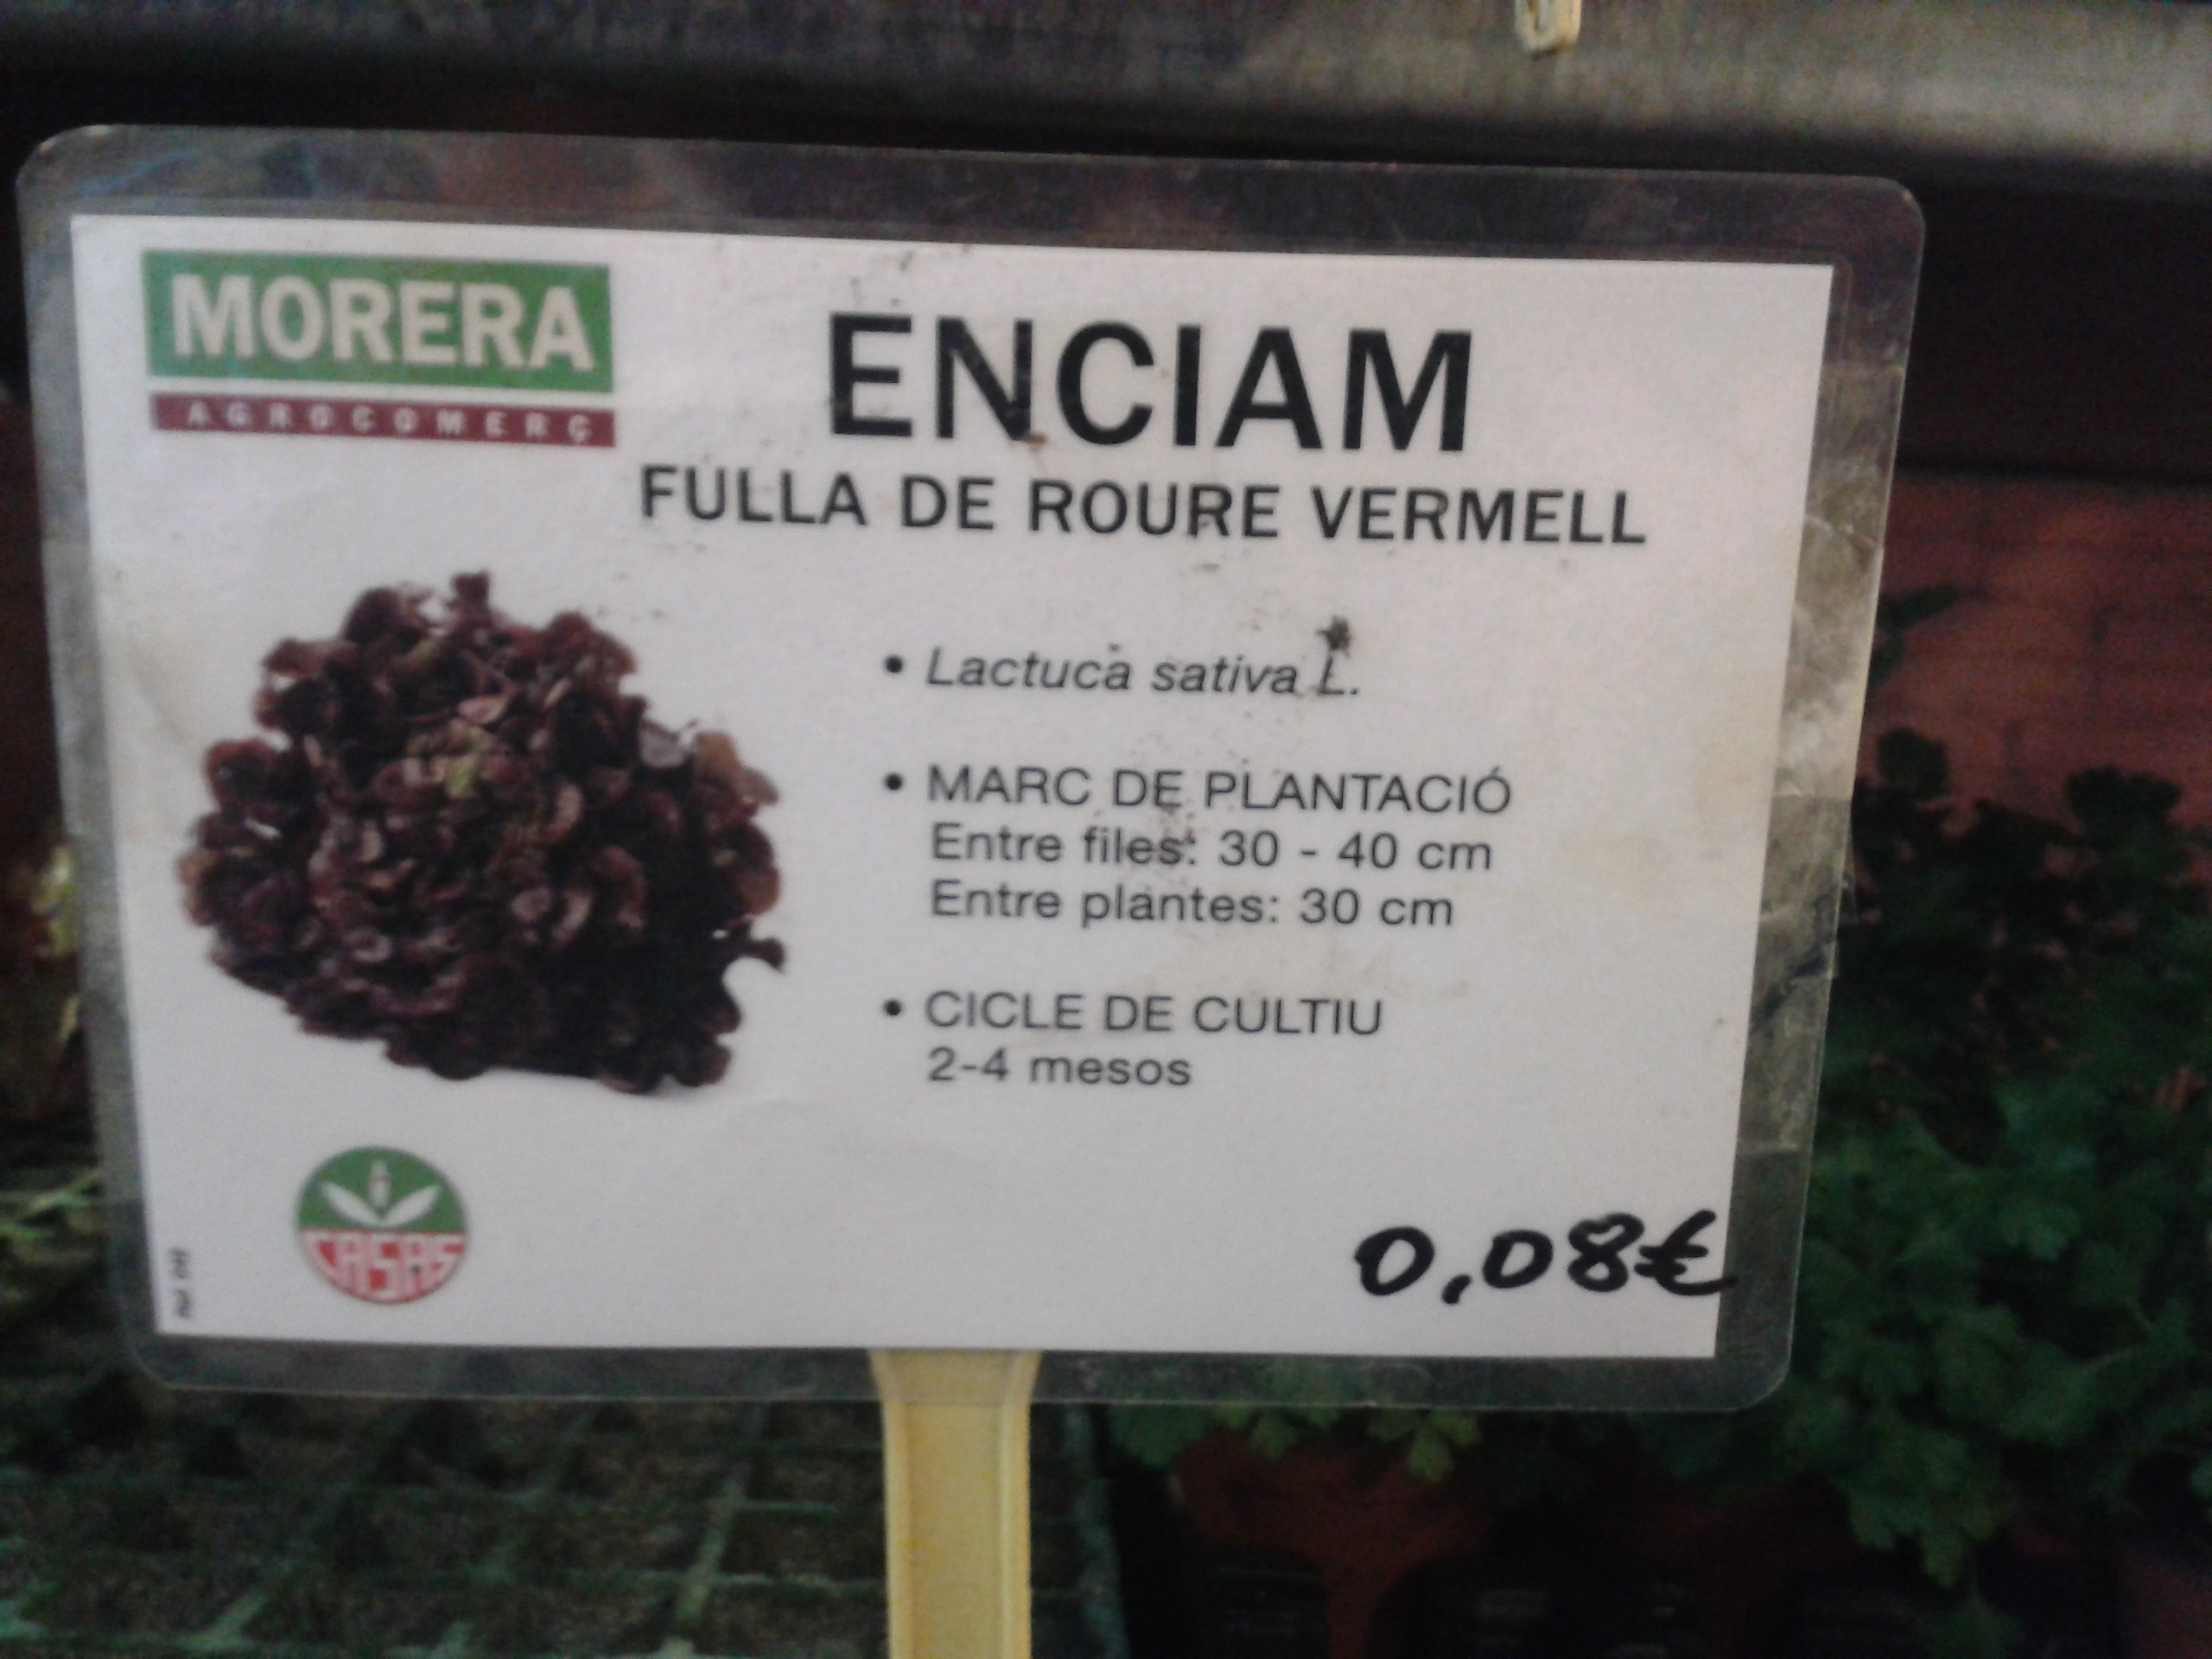 MORERA
AGROCOMERÇ
ENCIAM
FULLA DE ROURE VERMELL
• Lactuca sativa L.
• MARC DE PLANTACIÓ
Entre files: 30 - 40 cm
Entre plantes: 30 cm
• CICLE DE CULTIU
2-4 mesos
CASAS
0,08€